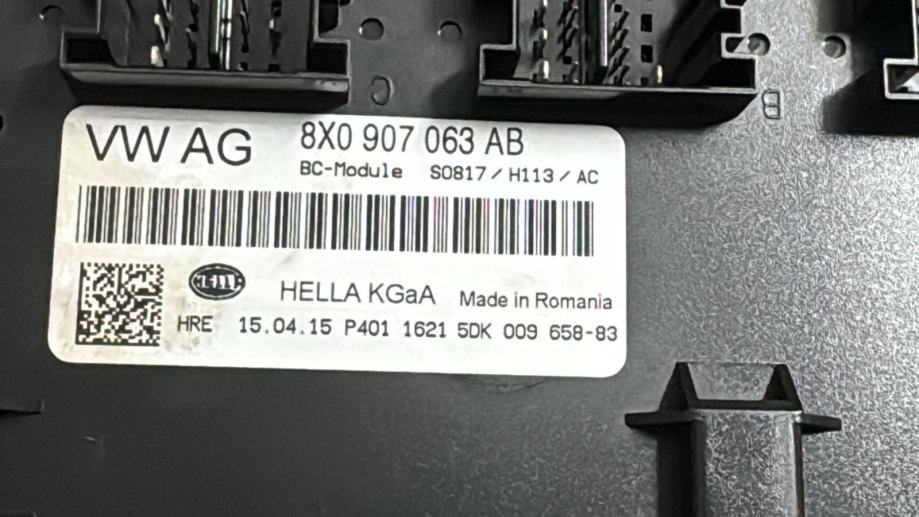 C
B
VW AG
8X0 907 063 AB
BC-Module S0817 / H113 / AC
HELLA
HELLA KGaA Made in Romania
HRE 15.04.15 P401 1621 5DK 009 658-83